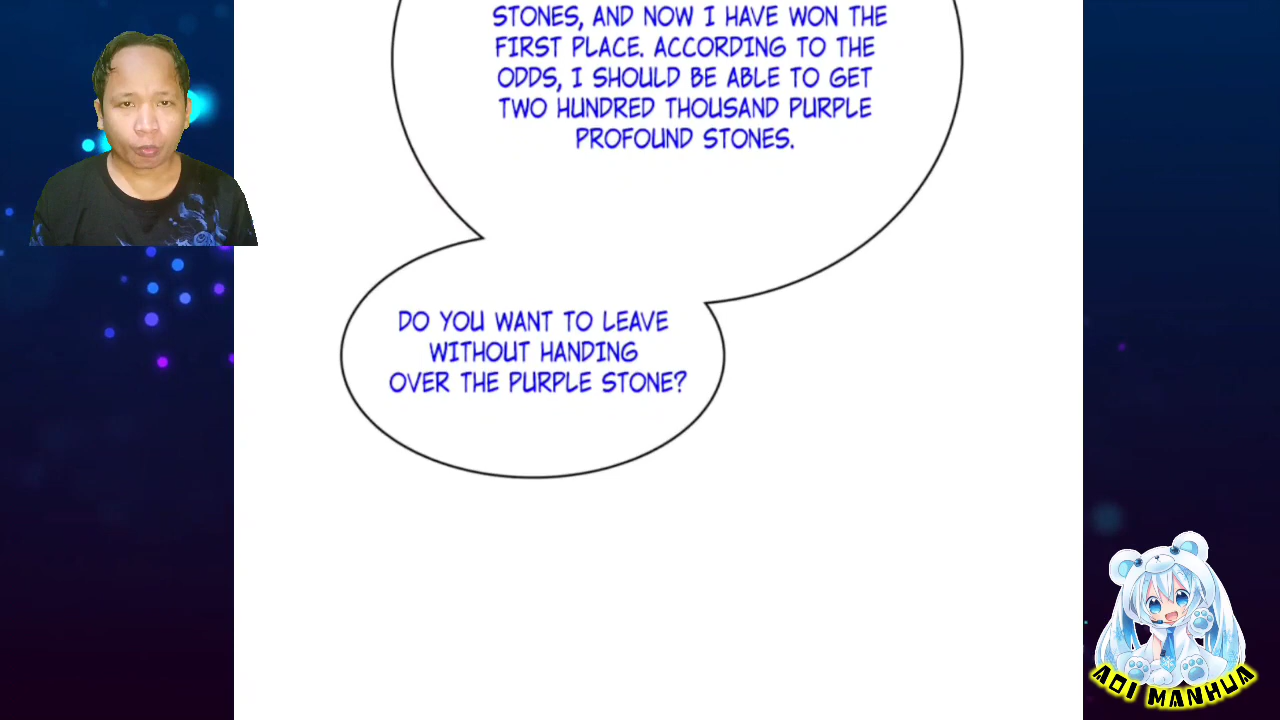 STONES, AND NOW I HAVE WON THE
FIRST PLACE. ACCORDING TO THE
ODDS, I SHOULD BE ABLE TO GET
TWO HUNDRED THOUSAND PURPLE
PROFOUND STONES.
DO YOU WANT TO LEAVE
WITHOUT HANDING
OVER THE PURPLE STONE?
AOI MANHUA